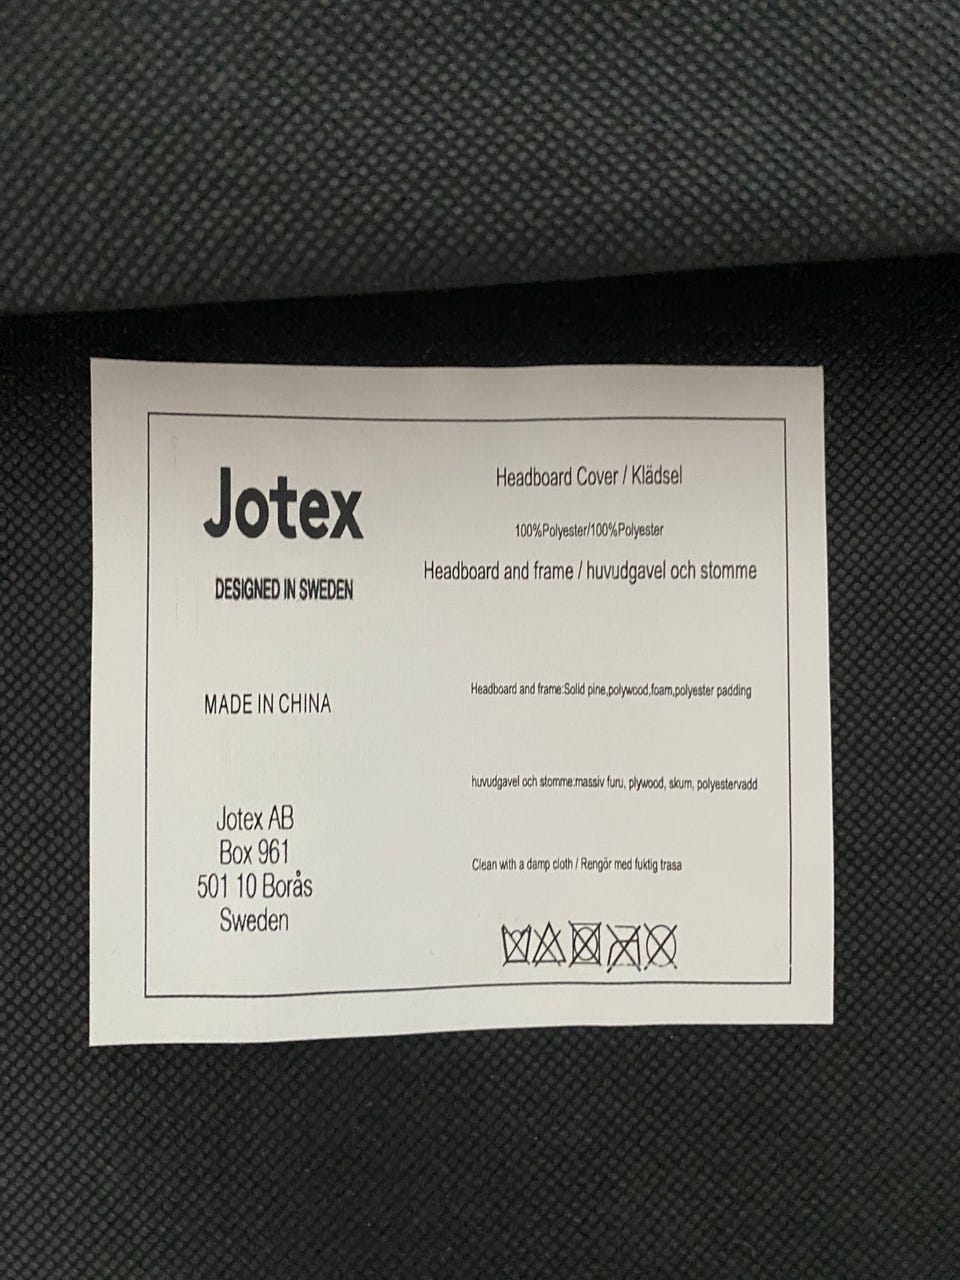 Jotex
DESIGNED IN SWEDEN
MADE IN CHINA
Jotex AB
Box 961
501 10 Borås
Sweden
Headboard Cover / Klädsel
100%Polyester/100%Polyester
Headboard and frame / huvudgavel och stomme
Headboard and frame:Solid pine,polywood,foam,polyester padding
huvudgavel och stomme:massiv furu, plywood, skum, polyestervadd
Clean with a damp cloth / Rengör med fuktig trasa